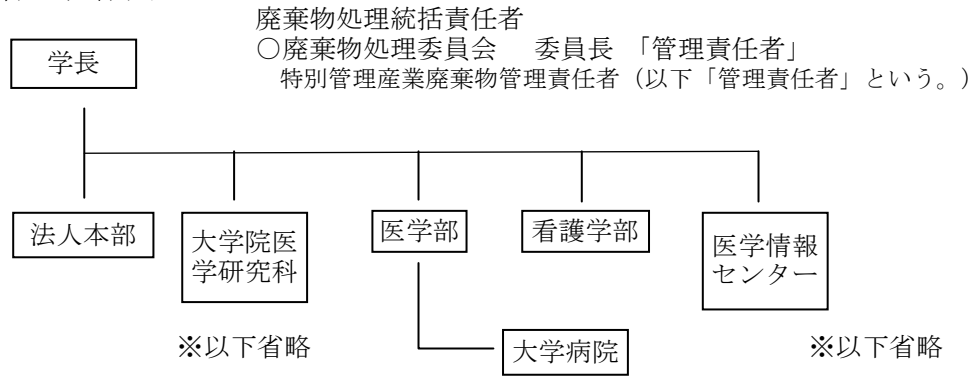 廃棄物処理統括責任者
○廃棄物処理委員会　委員長　「管理責任者」
特別管理産業廃棄物管理責任者（以下「管理責任者」という。）
学長
法人本部
大学院医
学研究科
医学部
看護学部
医学情報
センター
※以下省略
大学病院
※以下省略